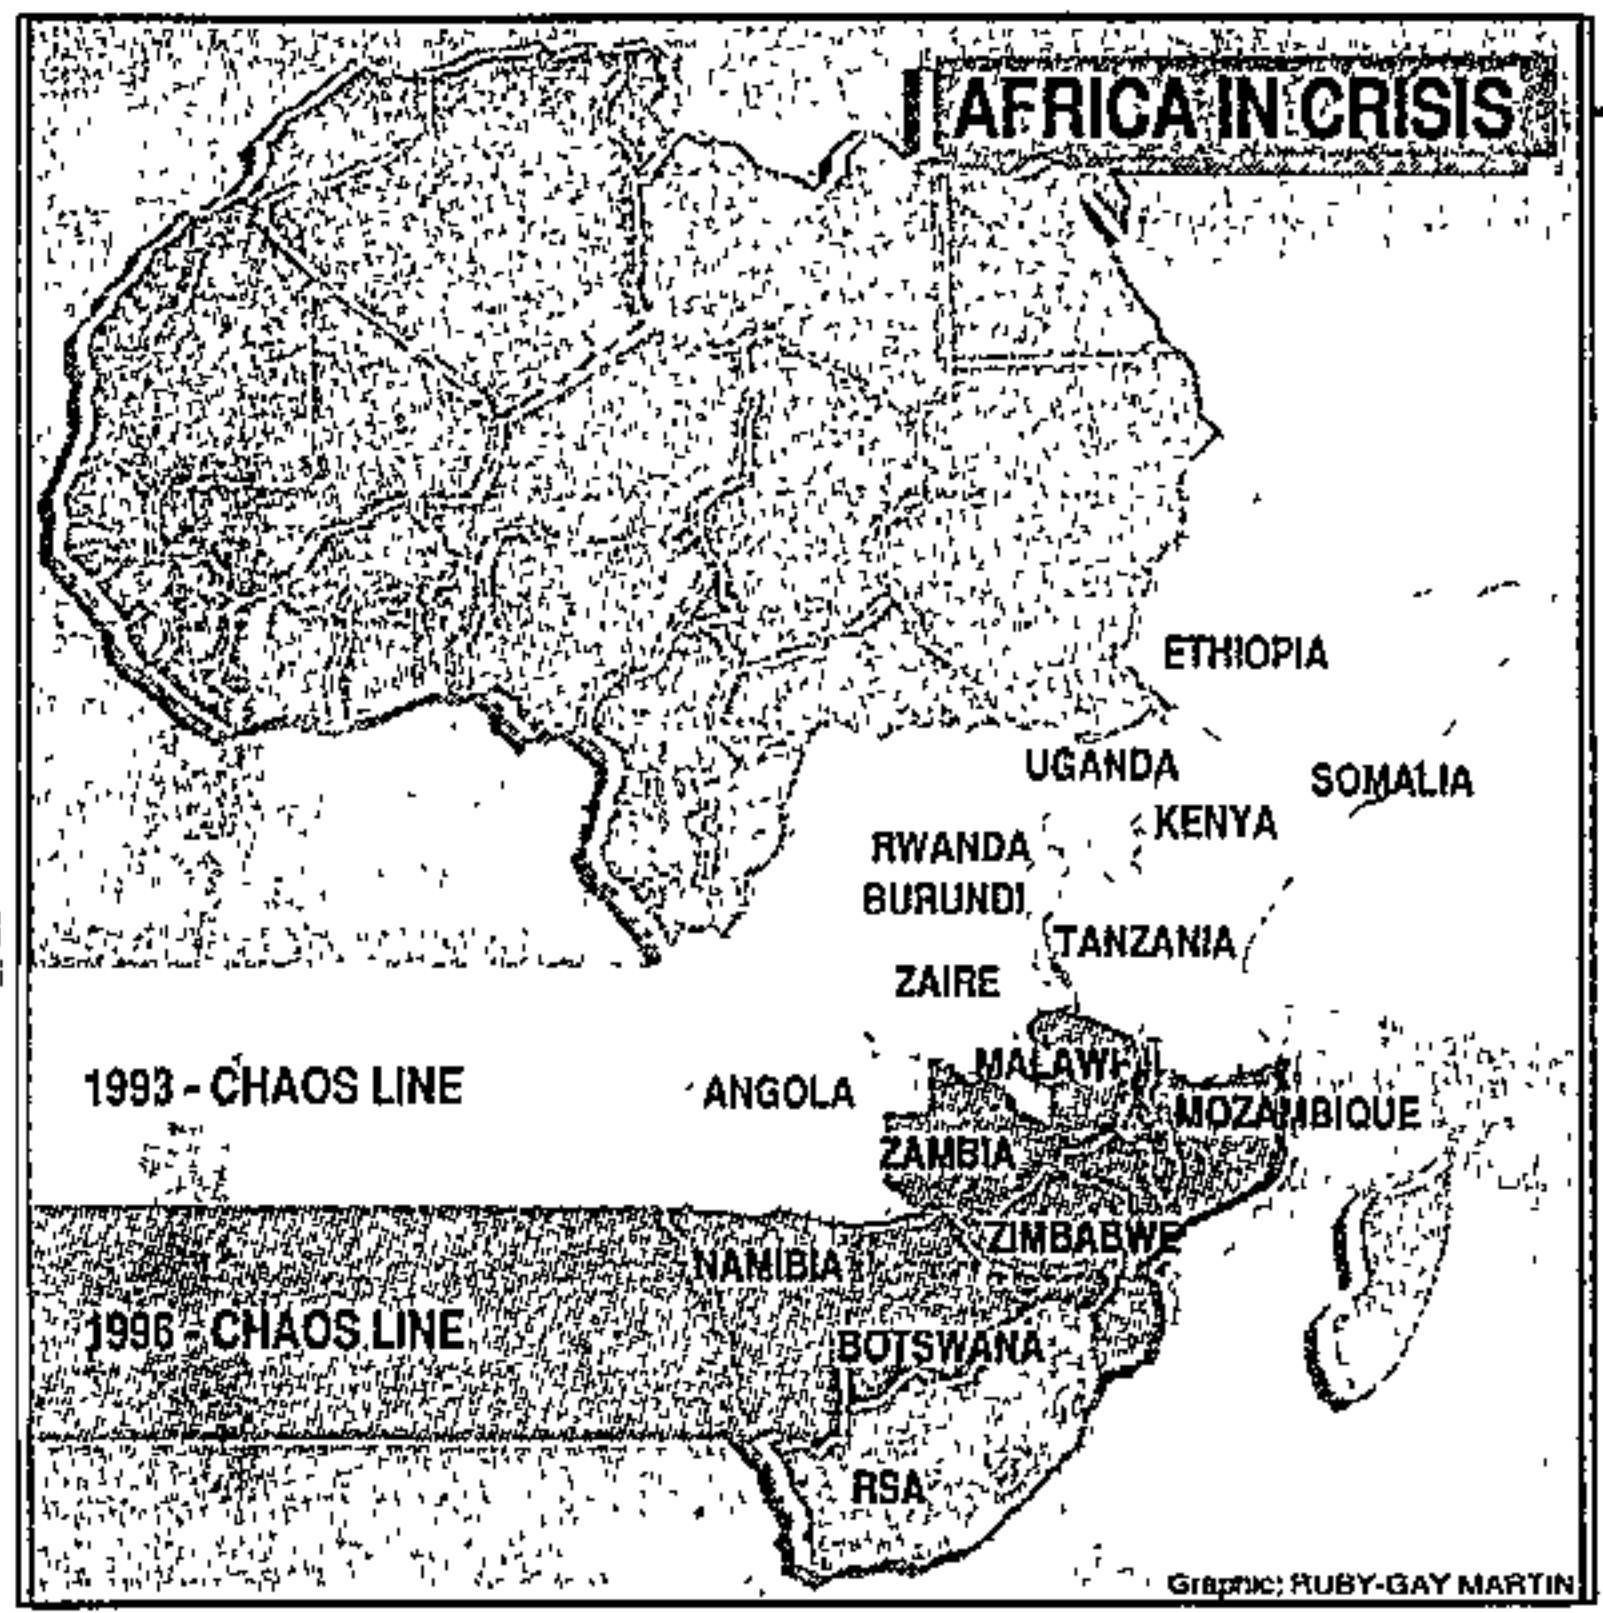 AFRICA IN CRISIS
ETHIOPIA
UGANDA
SOMALIA
KENYA
RWANDA
BURUNDI
TANZANIA
ZAIRE
MALAWI
1993 - CHAOS LINE
ANGOLA
MOZAMBIQUE
ZAMBIA
ZIMBABWE
NAMIBIA
1996 - CHAOS LINE
BOTSWANA
RSA
Graphic: RUBY-GAY MARTIN